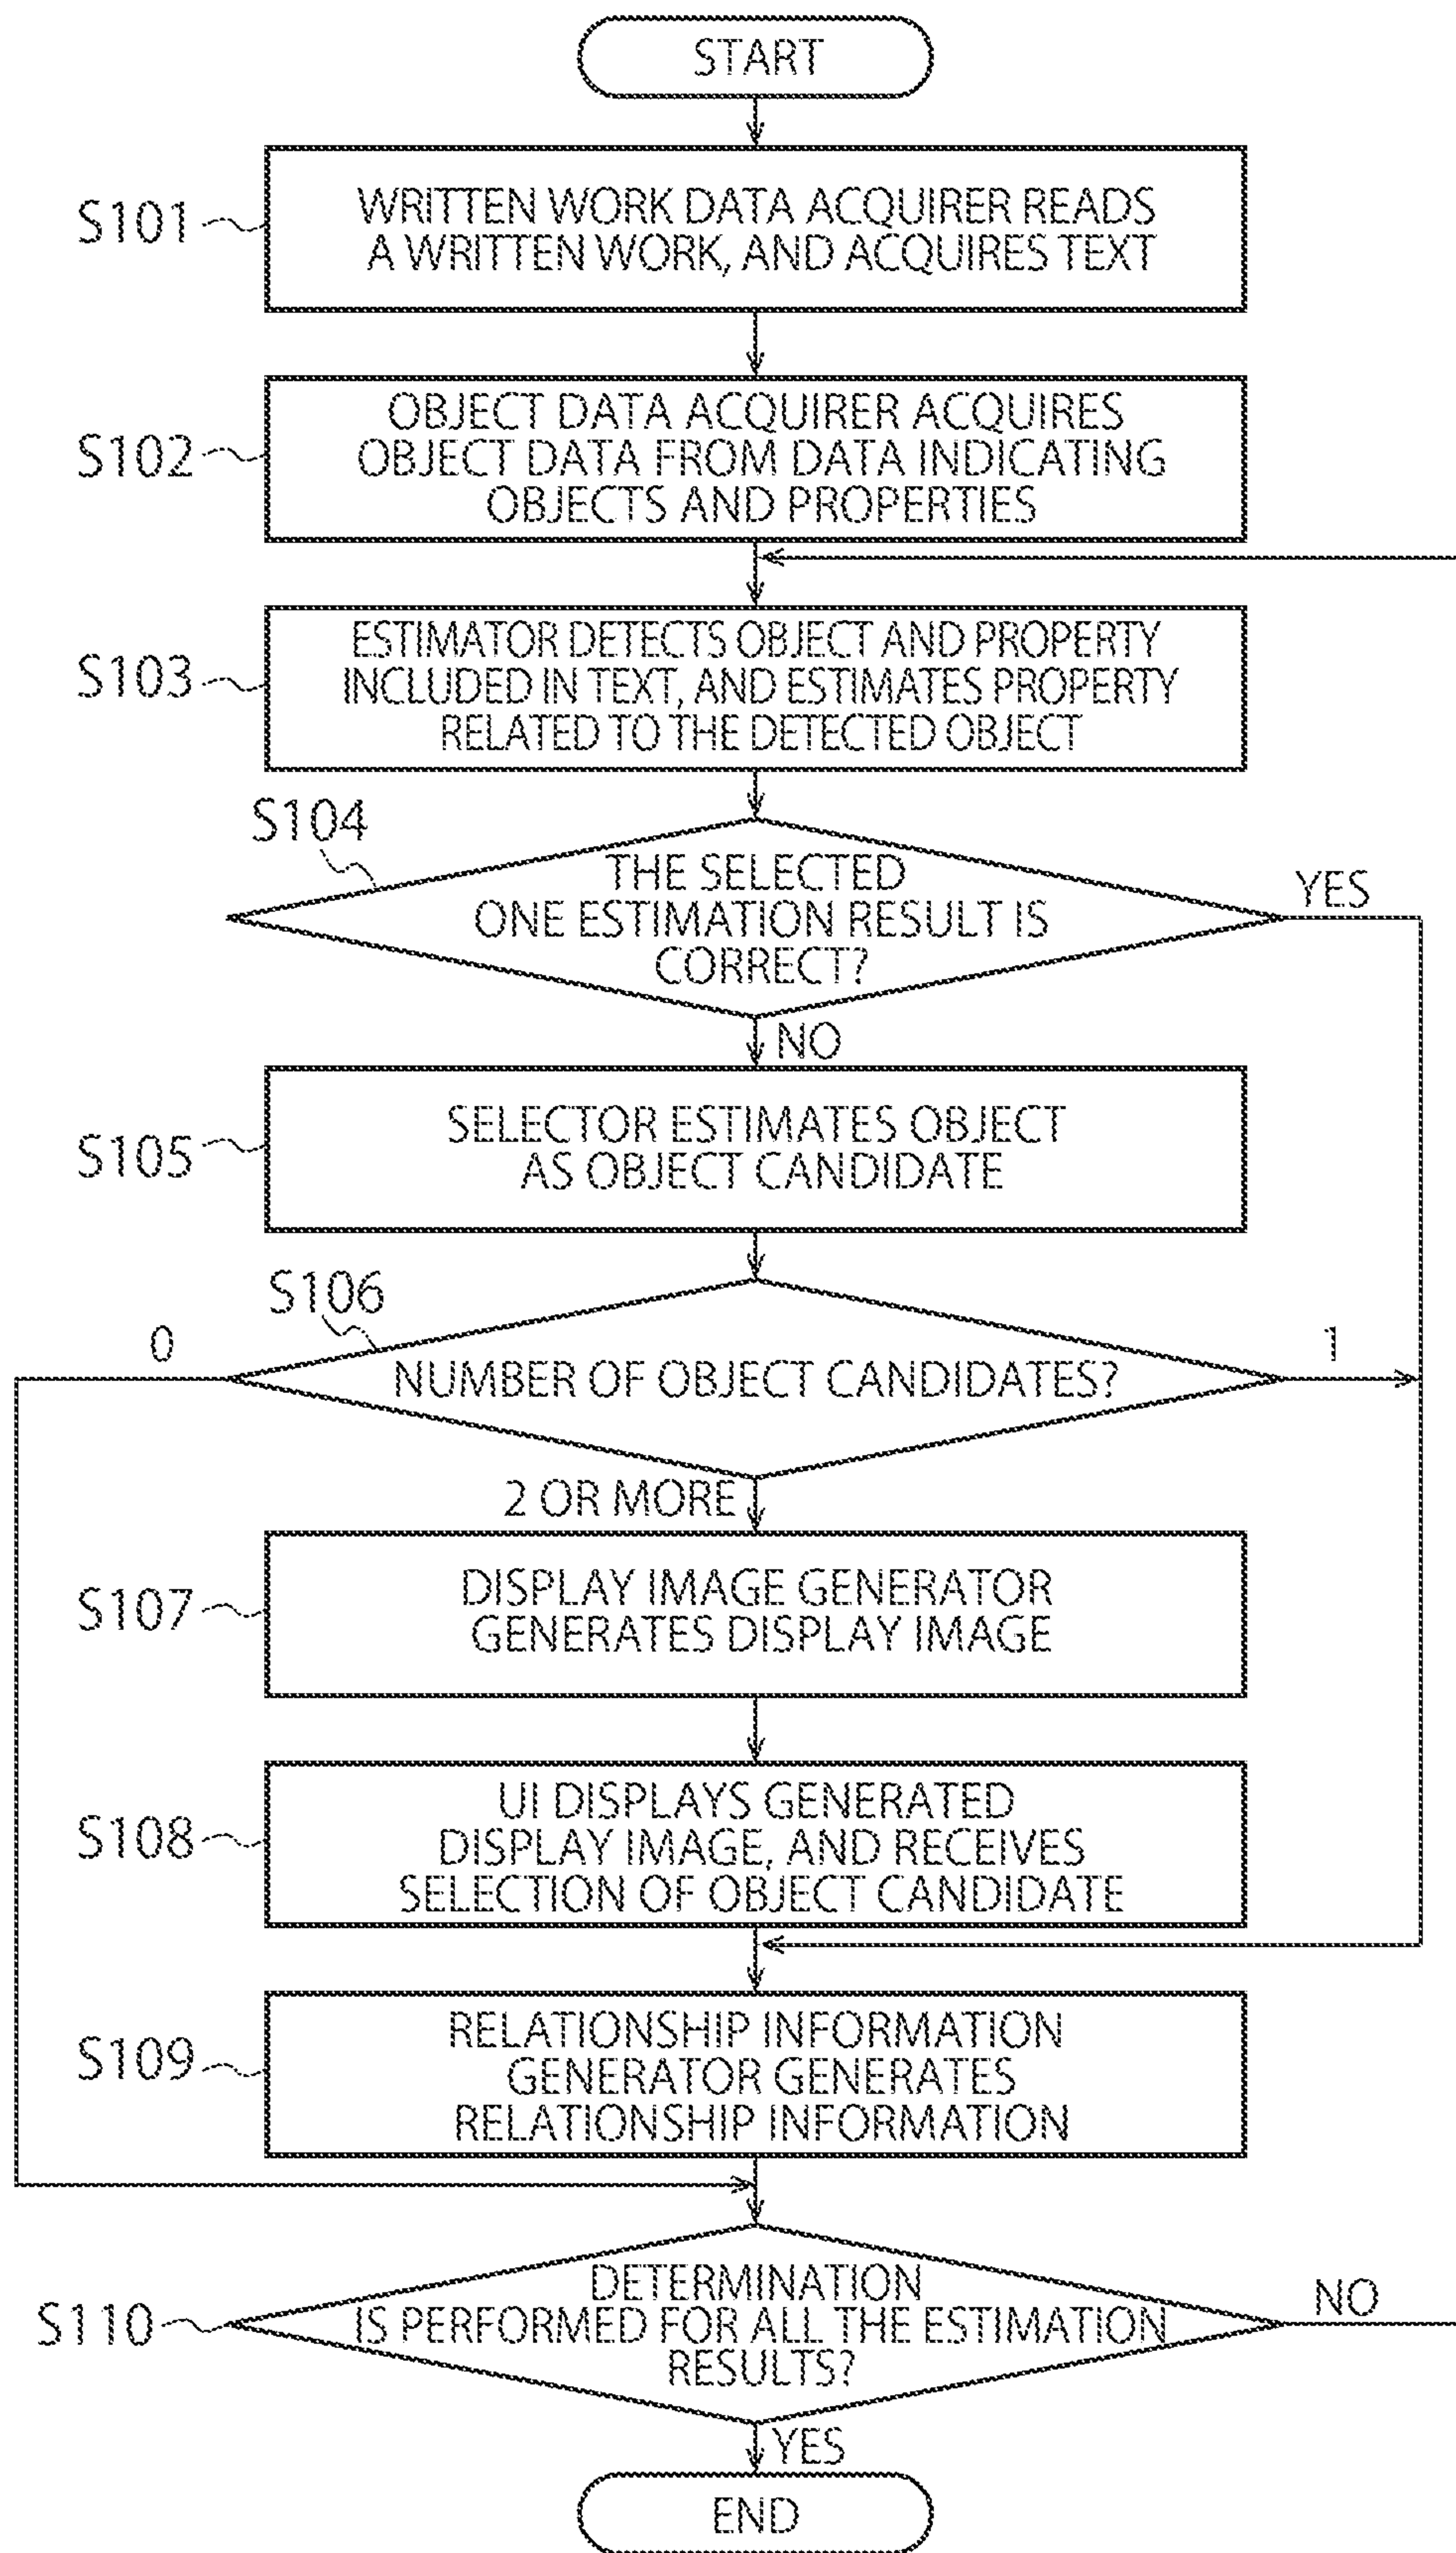 START
S101
WRITTEN WORK DATA ACQUIRER READS
A WRITTEN WORK, AND ACQUIRES TEXT
S102
OBJECT DATA ACQUIRER ACQUIRES
OBJECT DATA FROM DATA INDICATING
OBJECTS AND PROPERTIES
S103
ESTIMATOR DETECTS OBJECT AND PROPERTY
INCLUDED IN TEXT, AND ESTIMATES PROPERTY
RELATED TO THE DETECTED OBJECT
S104
THE SELECTED
ONE ESTIMATION RESULT IS
CORRECT?
YES
NO
S105
SELECTOR ESTIMATES OBJECT
AS OBJECT CANDIDATE
S106
0
NUMBER OF OBJECT CANDIDATES?
1
2 OR MORE
S107
DISPLAY IMAGE GENERATOR
GENERATES DISPLAY IMAGE
S108
UI DISPLAYS GENERATED
DISPLAY IMAGE, AND RECEIVES
SELECTION OF OBJECT CANDIDATE
S109
RELATIONSHIP INFORMATION
GENERATOR GENERATES
RELATIONSHIP INFORMATION
S110
DETERMINATION
IS PERFORMED FOR ALL THE ESTIMATION
RESULTS?
NO
YES
END